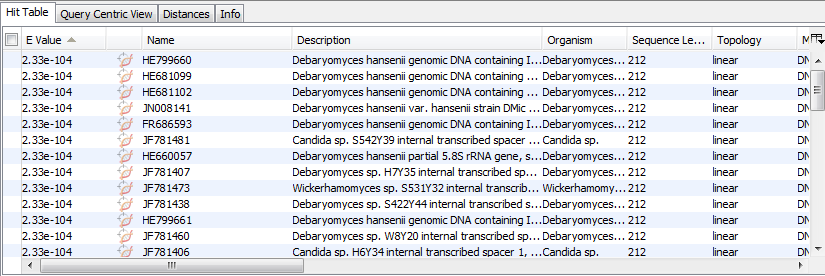 Hit Table Query Centric View Distances Info
E Value Name Description Organism Sequence Le... Topology M
2.33e-104 HE799660 Debaryomyces hansenii genomic DNA containing I... Debaryomyces... 212 linear DN
2.33e-104 HE681099 Debaryomyces hansenii genomic DNA containing I... Debaryomyces... 212 linear DN
2.33e-104 HE681102 Debaryomyces hansenii genomic DNA containing I... Debaryomyces... 212 linear DN
2.33e-104 JN008141 Debaryomyces var. hansenii strain DMic ... Debaryomyces... 212 linear DN
2.33e-104 FR686593 Debaryomyces hansenii genomic DNA containing I... Debaryomyces... 212 linear DN
2.33e-104 JF781481 Candida sp. S542Y39 internal transcribed spacer ... Candida sp. 212 linear DN
2.33e-104 HE660057 Debaryomyces hansenii partial 5.8S rRNA gene, s... Debaryomyces... 212 linear DN
2.33e-104 JF781407 Debaryomyces sp. H7Y35 internal transcribed sp... Debaryomyces... 212 linear DN
2.33e-104 JF781473 Wickerhamomyces sp. S531Y32 internal transcrib... Wickerhamomy... 212 linear DN
2.33e-104 JF781438 Debaryomyces sp. S422Y44 internal transcribed s... Debaryomyces... 212 linear DN
2.33e-104 HE799661 Debaryomyces hansenii genomic DNA containing I... Debaryomyces... 212 linear DN
2.33e-104 JF781460 Debaryomyces sp. W8Y20 internal transcribed sp... Debaryomyces... 212 linear DN
2.33e-104 JF781406 Candida sp. H6Y34 internal transcribed spacer 1, ... Candida sp. 212 linear DN